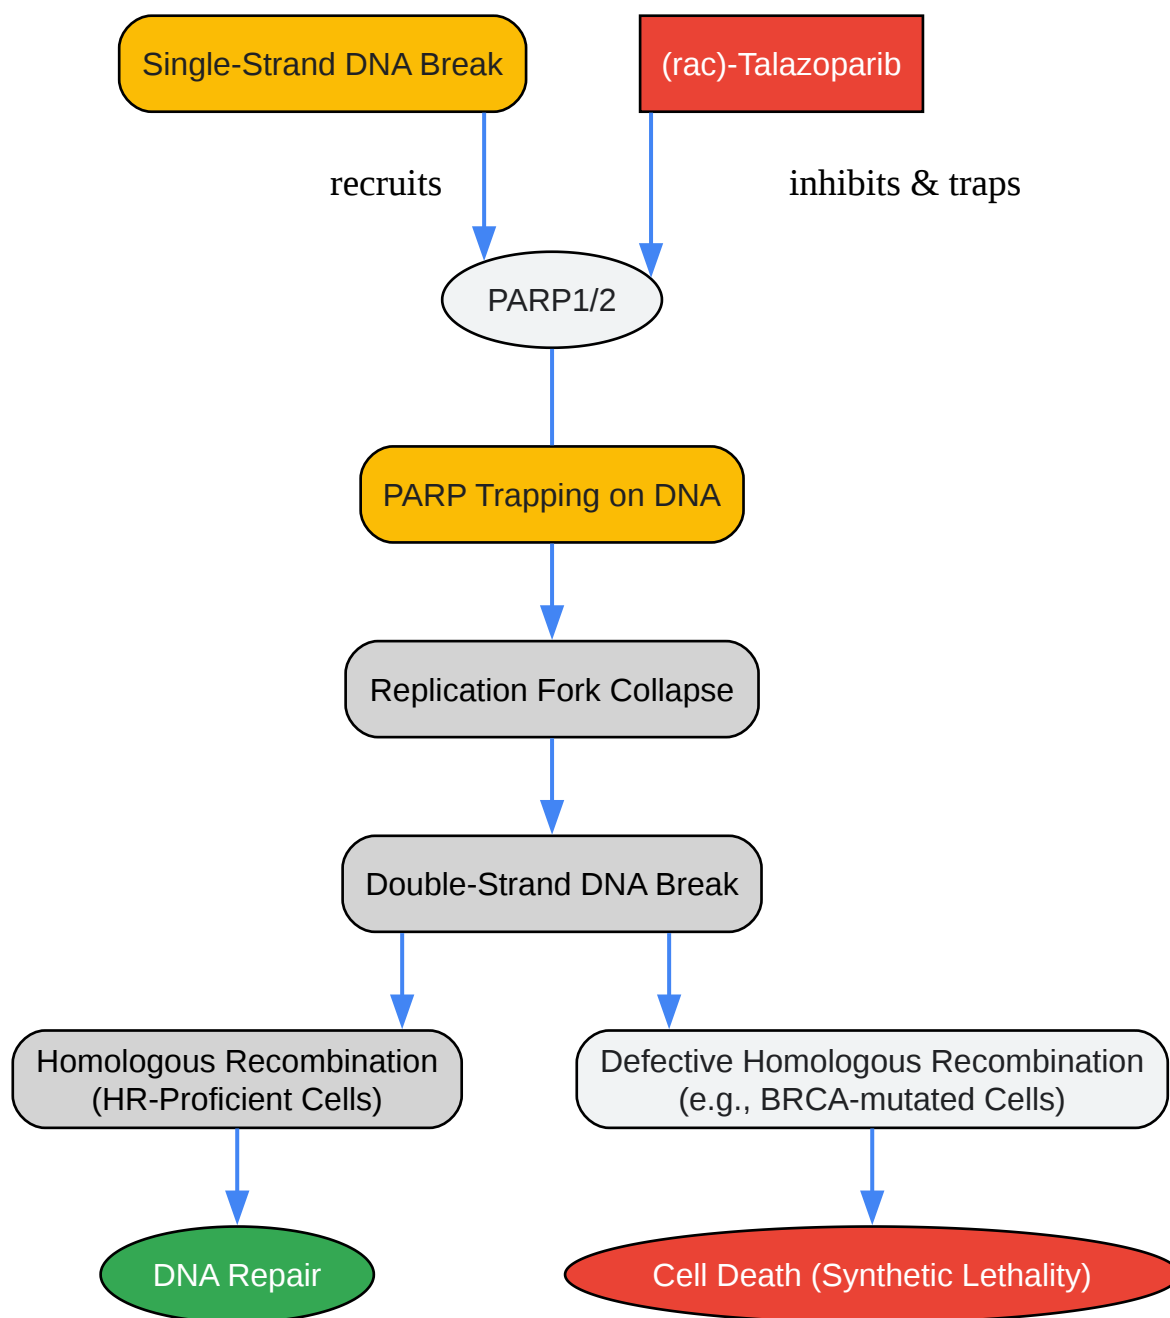 Single-Strand DNA Break
(rac)-Talazoparib
recruits
inhibits & traps
PARP1/2
PARP Trapping on DNA
Replication Fork Collapse
Double-Strand DNA Break
Homologous Recombination
(HR-Proficient Cells)
Defective Homologous Recombination
(e.g., BRCA-mutated Cells)
DNA Repair
Cell Death (Synthetic Lethality)